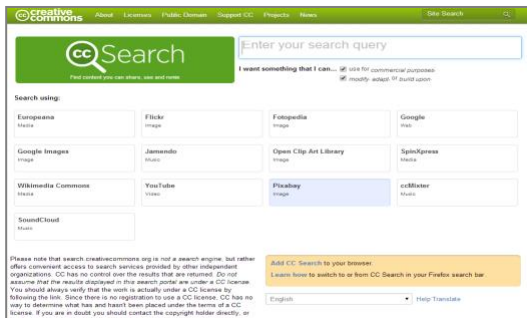 creative commons
About Licenses Public Domain Support CC Projects News
Site Search
cc Search
Find content you can share, use and remix
Enter your search query
I want something that I can... use for commercial purposes;
modify, adapt, or build upon.
Search using:
Europeana
Media
Flickr
Image
Fotopedia
Image
Google
Web
Google Images
Image
Jamendo
Music
Open Clip Art Library
Image
SpinXpress
Media
Wikimedia Commons
Media
YouTube
Video
Pixabay
Image
ccMixter
Music
SoundCloud
Music
Please note that search.creativecommons.org is not a search engine, but rather
offers convenient access to search services provided by other independent
organizations. CC has no control over the results that are returned. Do not
assume that the results displayed in this search portal are under a CC license.
You should always verify that the work is actually under a CC license by
following the link. Since there is no registration to use a CC license, CC has no
way to determine what has and hasn't been placed under the terms of a CC
license. If you are in doubt you should contact the copyright holder directly, or
Add CC Search to your browser.
Learn how to switch to or from CC Search in your Firefox search bar.
English
Help Translate